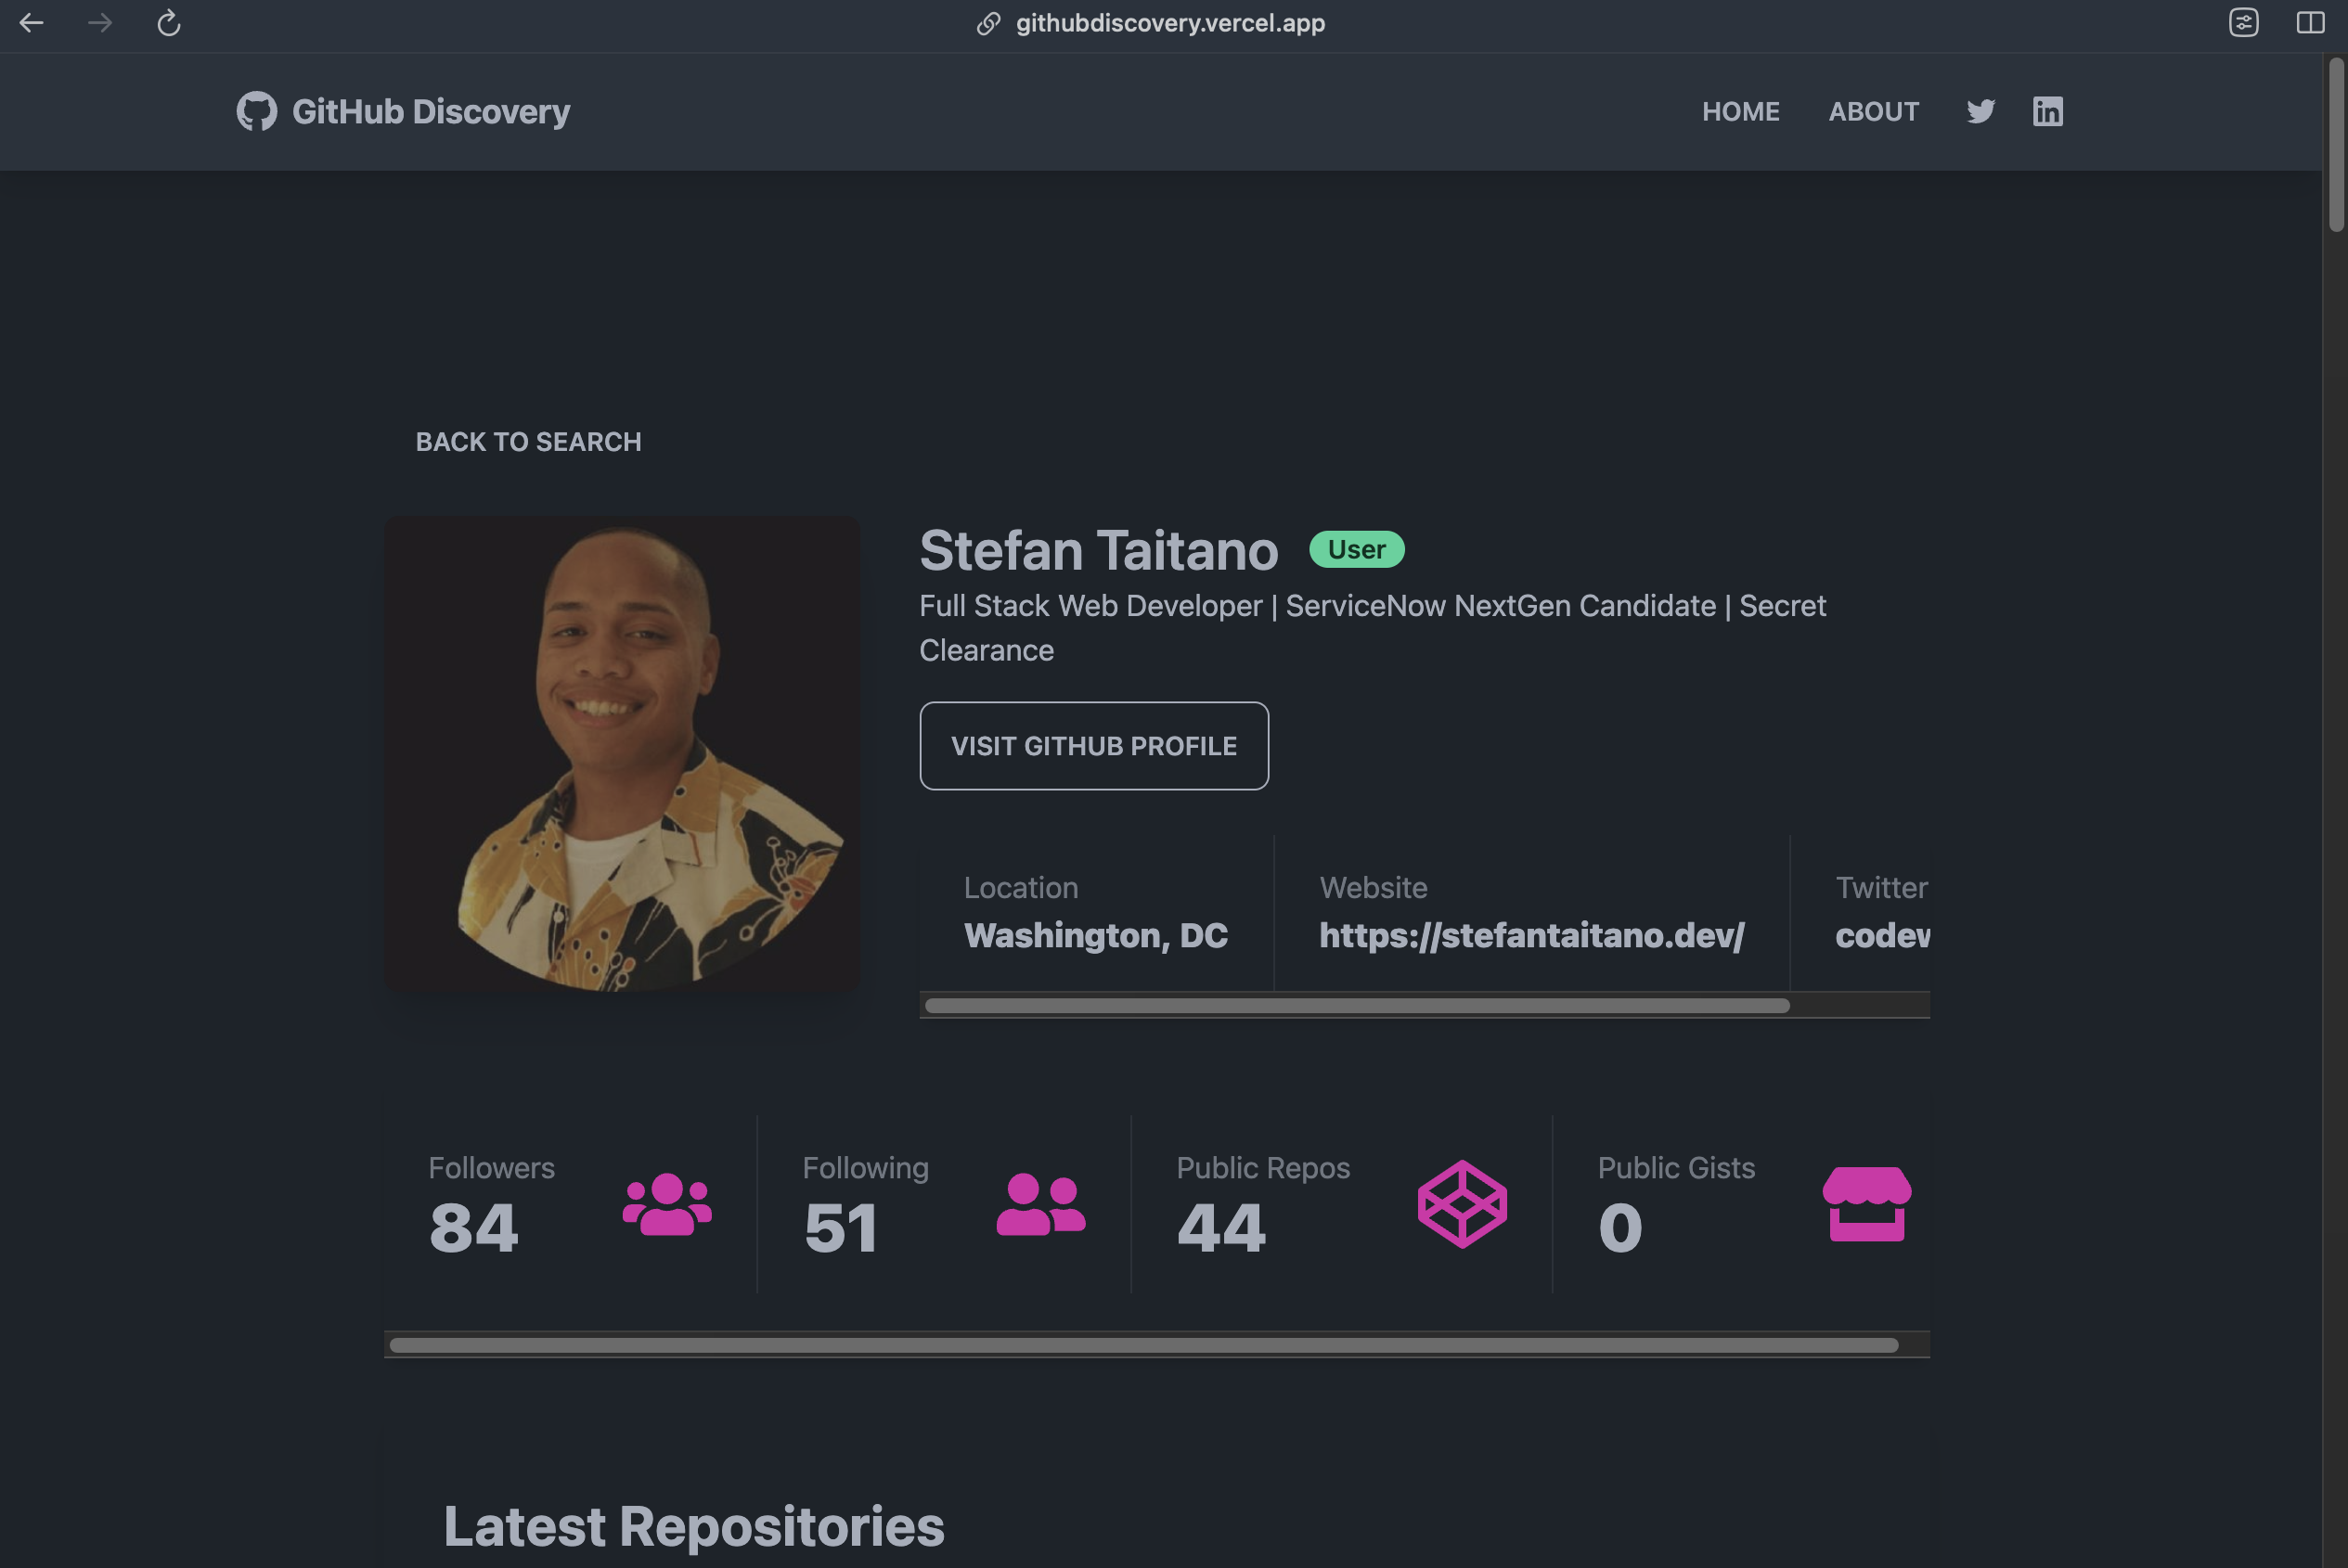 githubdiscovery.vercel.app
GitHub Discovery
HOME
ABOUT
BACK TO SEARCH
Stefan Taitano
User
Full Stack Web Developer | ServiceNow NextGen Candidate | Secret
Clearance
VISIT GITHUB PROFILE
Location
Washington, DC
Website
https://stefantaitano.dev/
Twitter
Followers
84
Following
51
Public Repos
44
Public Gists
0
Latest Repositories